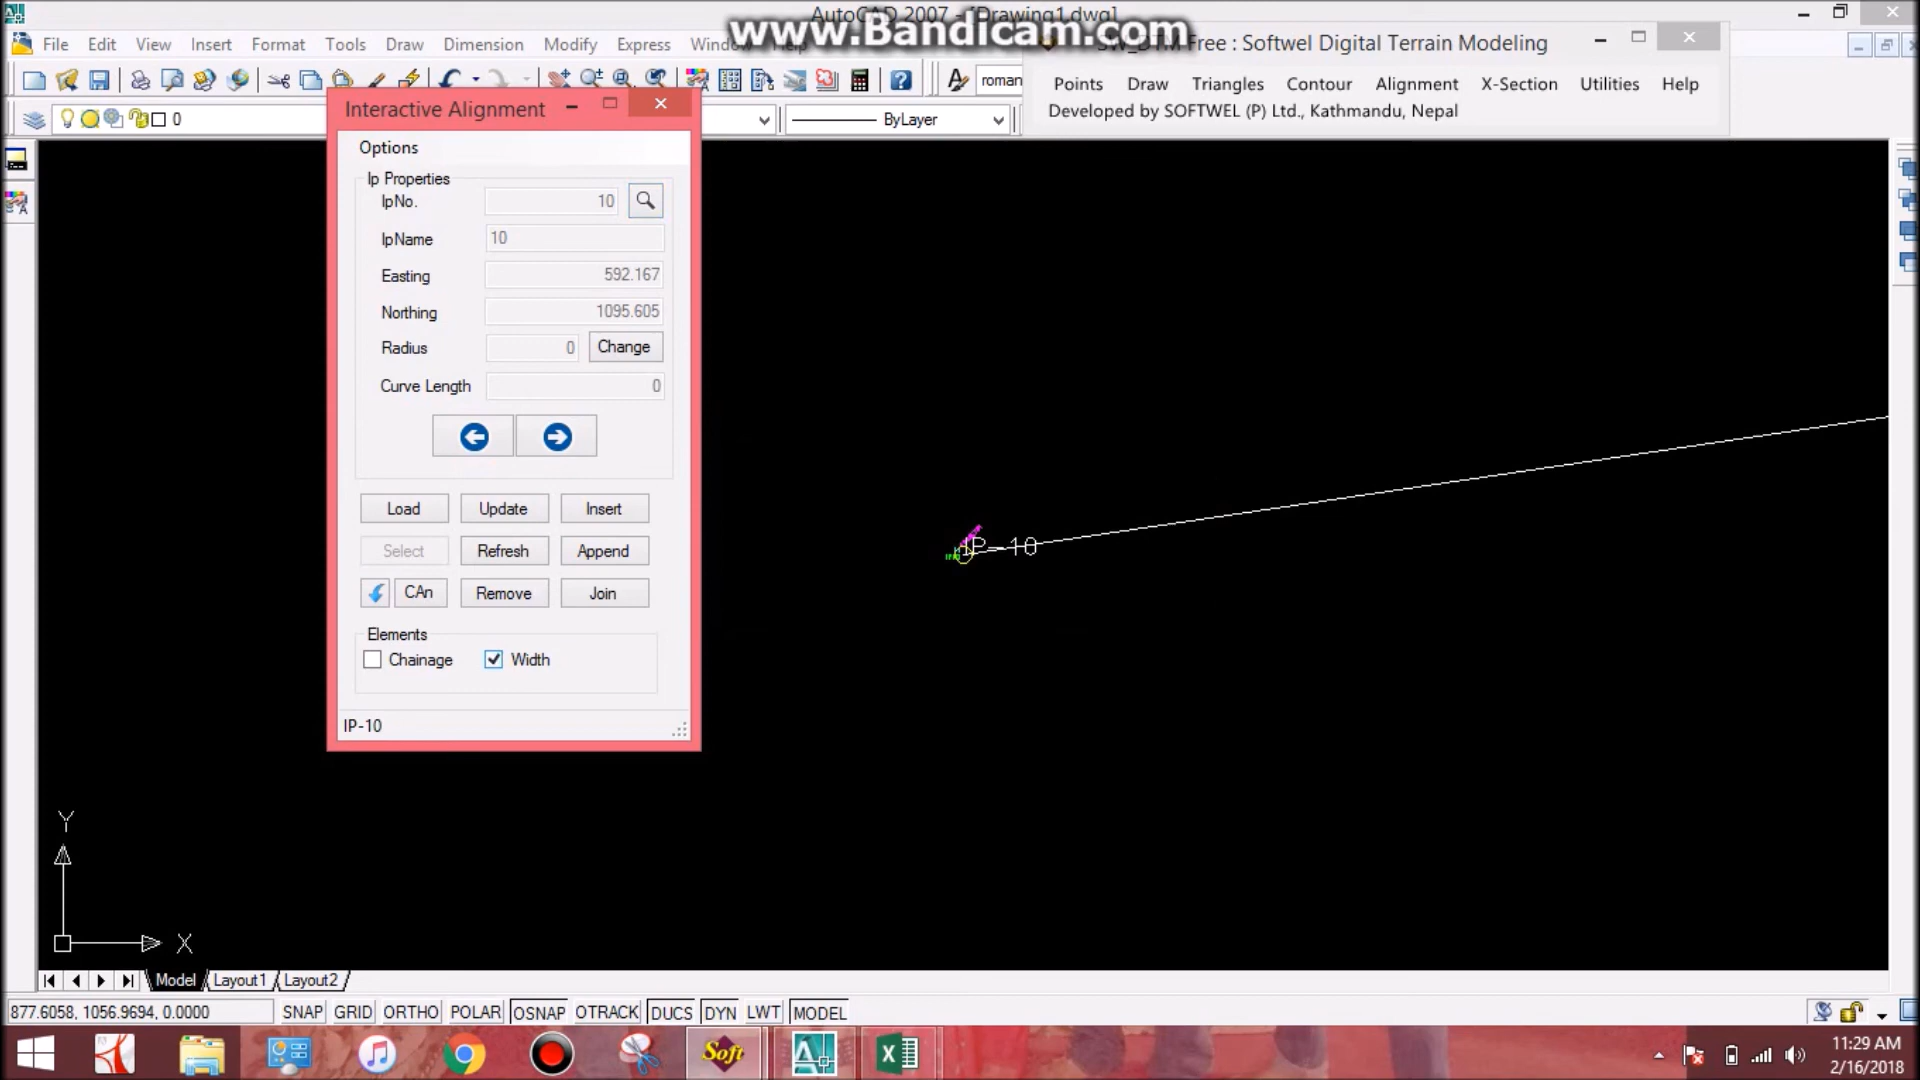 AutoCAD 2007 - [Drawing1.dwg]
www.Bandicam.com
File Edit View Insert Format Tools Draw Dimension Modify Express Window Help
SW_DTM Free : Softwel Digital Terrain Modeling
Points Draw Triangles Contour Alignment X-Section Utilities Help
Developed by SOFTWEL (P) Ltd., Kathmandu, Nepal
roman
0
ByLayer
Interactive Alignment
Options
Ip Properties
IpNo. 10
IpName 10
Easting 592.167
Northing 1095.605
Radius 0 Change
Curve Length 0
Load Update Insert
Select Refresh Append
CAn Remove Join
Elements
Chainage Width
IP-10
IP-10
Y
X
Model Layout1 Layout2
877.6058, 1056.9694, 0.0000 SNAP GRID ORTHO POLAR OSNAP OTRACK DUCS DYN LWT MODEL
Soft
11:29 AM
2/16/2018